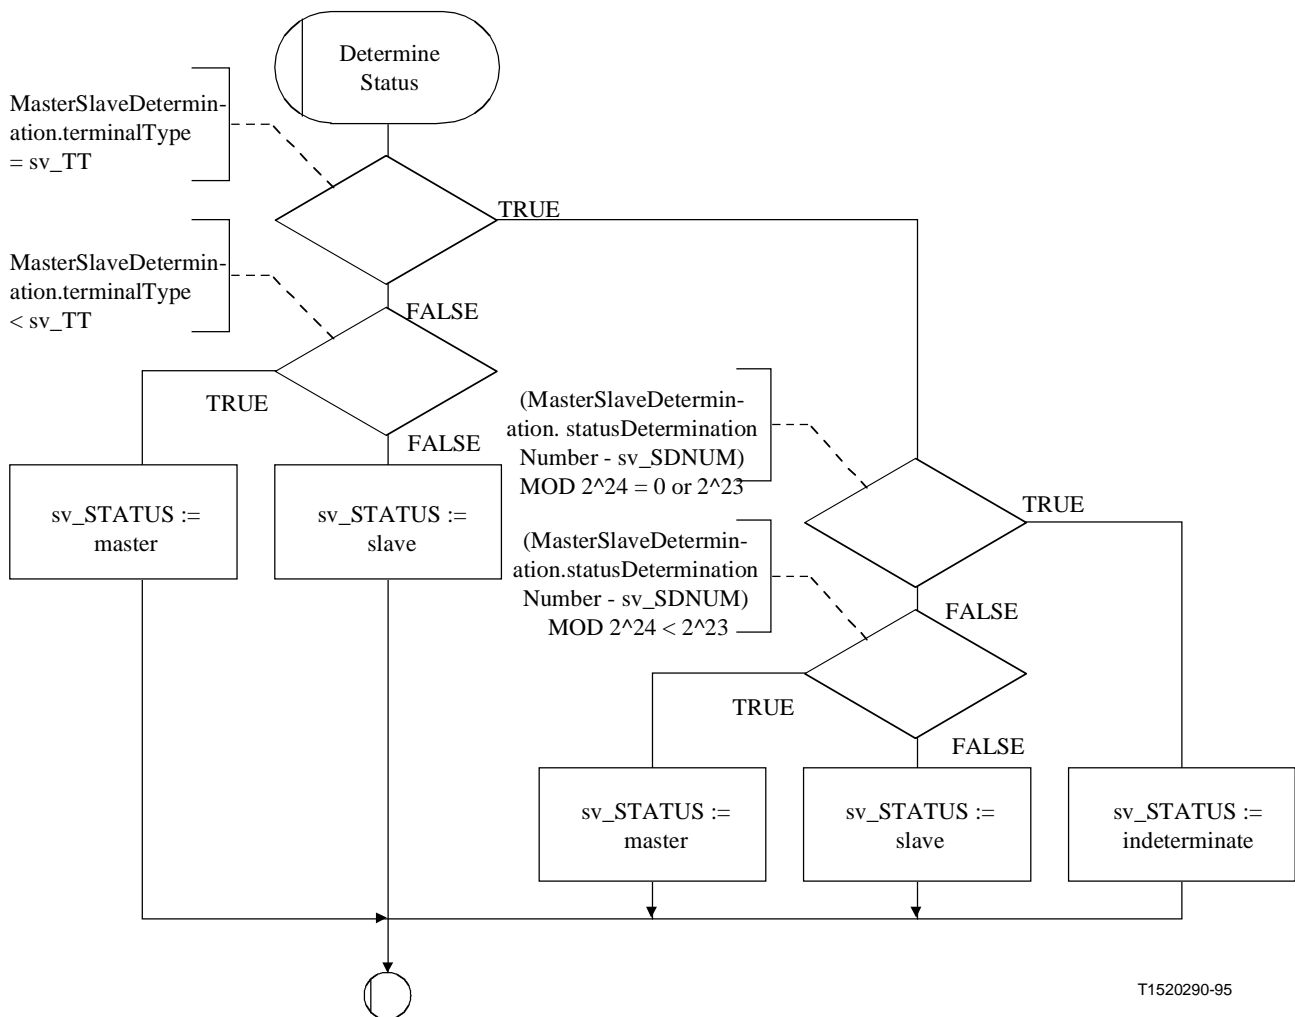 Determine
Status
MasterSlaveDetermin-
ation.terminalType
= sv_TT
TRUE
MasterSlaveDetermin-
ation.terminalType
< sv_TT
FALSE
TRUE
FALSE
(MasterSlaveDetermin-
ation. statusDetermination
Number - sv_SDNUM)
MOD 2^24 = 0 or 2^23
TRUE
sv_STATUS :=
master
sv_STATUS :=
slave
(MasterSlaveDetermin-
ation.statusDetermination
Number - sv_SDNUM)
MOD 2^24 < 2^23
FALSE
TRUE
FALSE
sv_STATUS :=
master
sv_STATUS :=
slave
sv_STATUS :=
indeterminate
T1520290-95